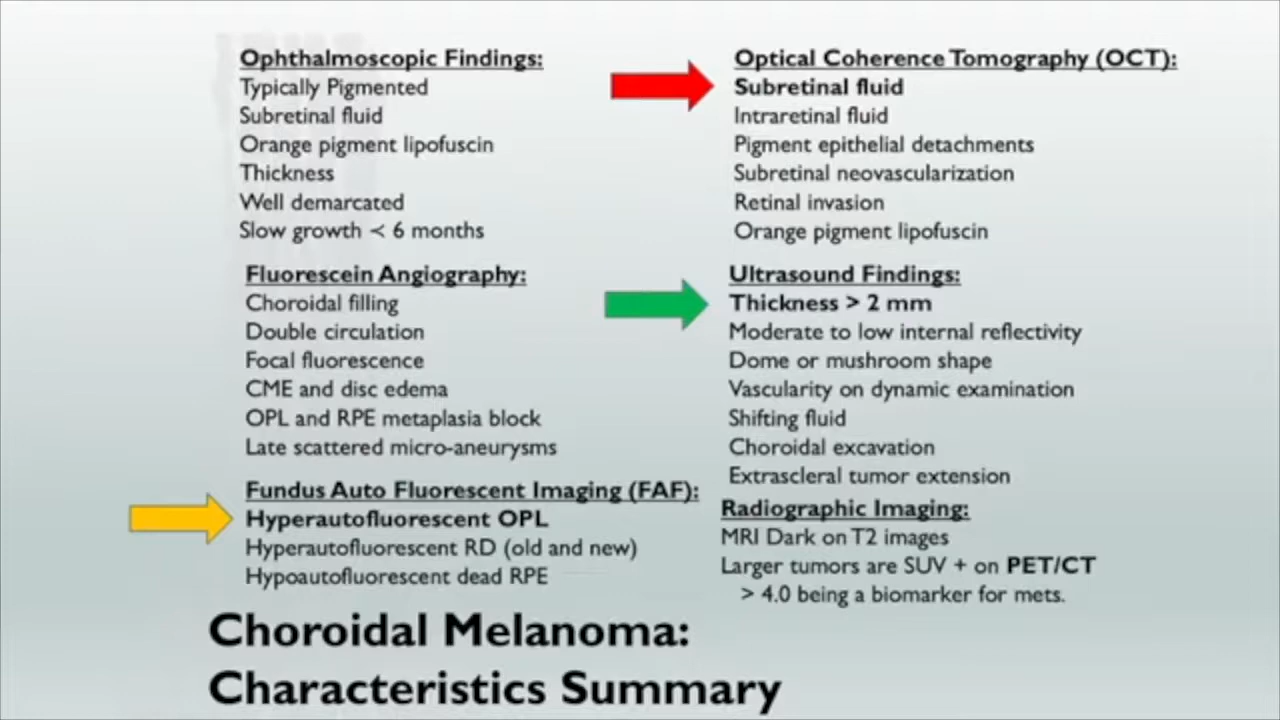 Ophthalmoscopic Findings:
Typically Pigmented
Subretinal fluid
Orange pigment lipofuscin
Thickness
Well demarcated
Slow growth < 6 months
Fluorescein Angiography:
Choroidal filling
Double circulation
Focal fluorescence
CME and disc edema
OPL and RPE metaplasia block
Late scattered micro-aneurysms
Fundus Auto Fluorescent Imaging (FAF):
Hyperautofluorescent OPL
Hyperautofluorescent RD (old and new)
Hypoautofluorescent dead RPE
Optical Coherence Tomography (OCT):
Subretinal fluid
Intraretinal fluid
Pigment epithelial detachments
Subretinal neovascularization
Retinal invasion
Orange pigment lipofuscin
Ultrasound Findings:
Thickness > 2 mm
Moderate to low internal reflectivity
Dome or mushroom shape
Vascularity on dynamic examination
Shifting fluid
Choroidal excavation
Extrascleral tumor extension
Radiographic Imaging:
MRI Dark on T2 images
Larger tumors are SUV + on PET/CT
> 4.0 being a biomarker for mets.
Choroidal Melanoma:
Characteristics Summary